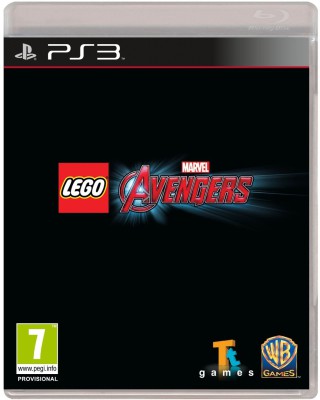 PS3
LEGO
MARVEL
AVENGERS
7
www.pegi.info
PROVISIONAL
Tt
games
WB
GAMES